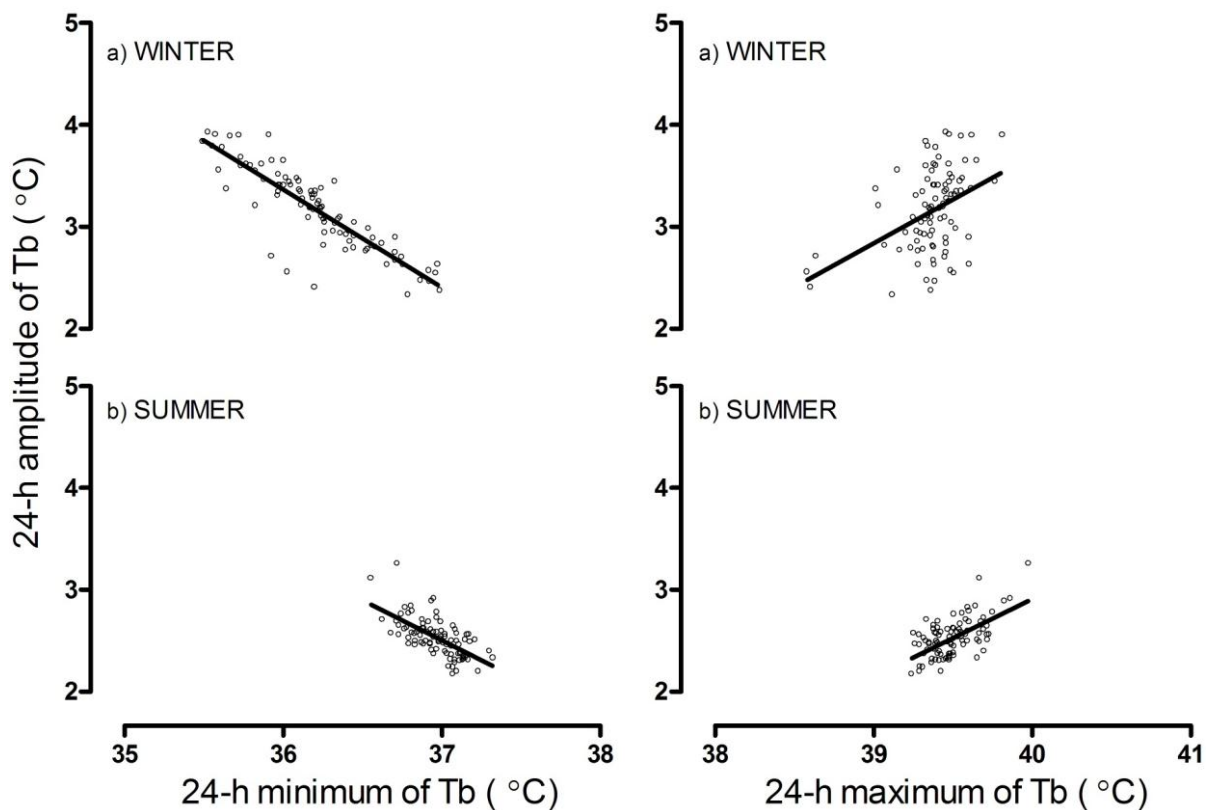 24-h amplitude of Tb ( °C)
5
a) WINTER
4
3
2
5
a) WINTER
4
3
2
5
b) SUMMER
4
3
2
5
b) SUMMER
4
3
2
35 36 37 38
24-h minimum of Tb ( °C)
38 39 40 41
24-h maximum of Tb ( °C)